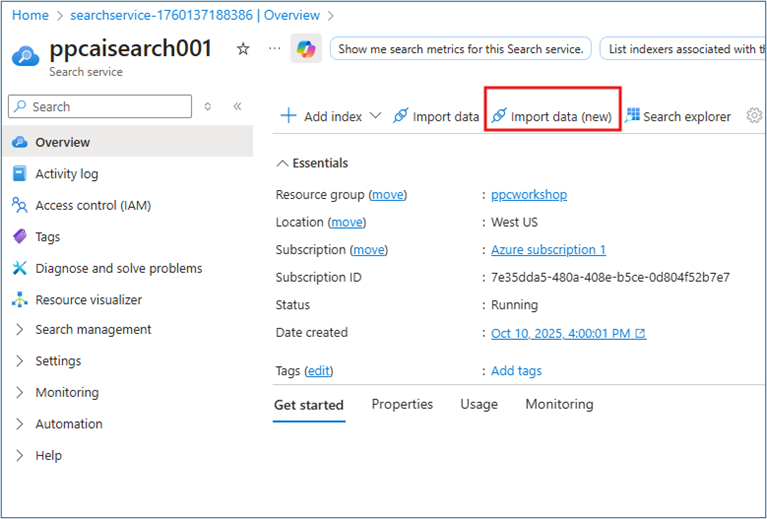 Home > searchservice-1760137188386 | Overview >
ppcaisearch001
Search service
Show me search metrics for this Search service.
List indexers associated with th
Search
Add index
Import data
Import data (new)
Search explorer
Overview
Activity log
Access control (IAM)
Tags
Diagnose and solve problems
Resource visualizer
Search management
Settings
Monitoring
Automation
Help
Essentials
Resource group (move) : ppcworkshop
Location (move) : West US
Subscription (move) : Azure subscription 1
Subscription ID : 7e35dda5-480a-408e-b5ce-0d804f52b7e7
Status : Running
Date created : Oct 10, 2025, 4:00:01 PM
Tags (edit) : Add tags
Get started Properties Usage Monitoring